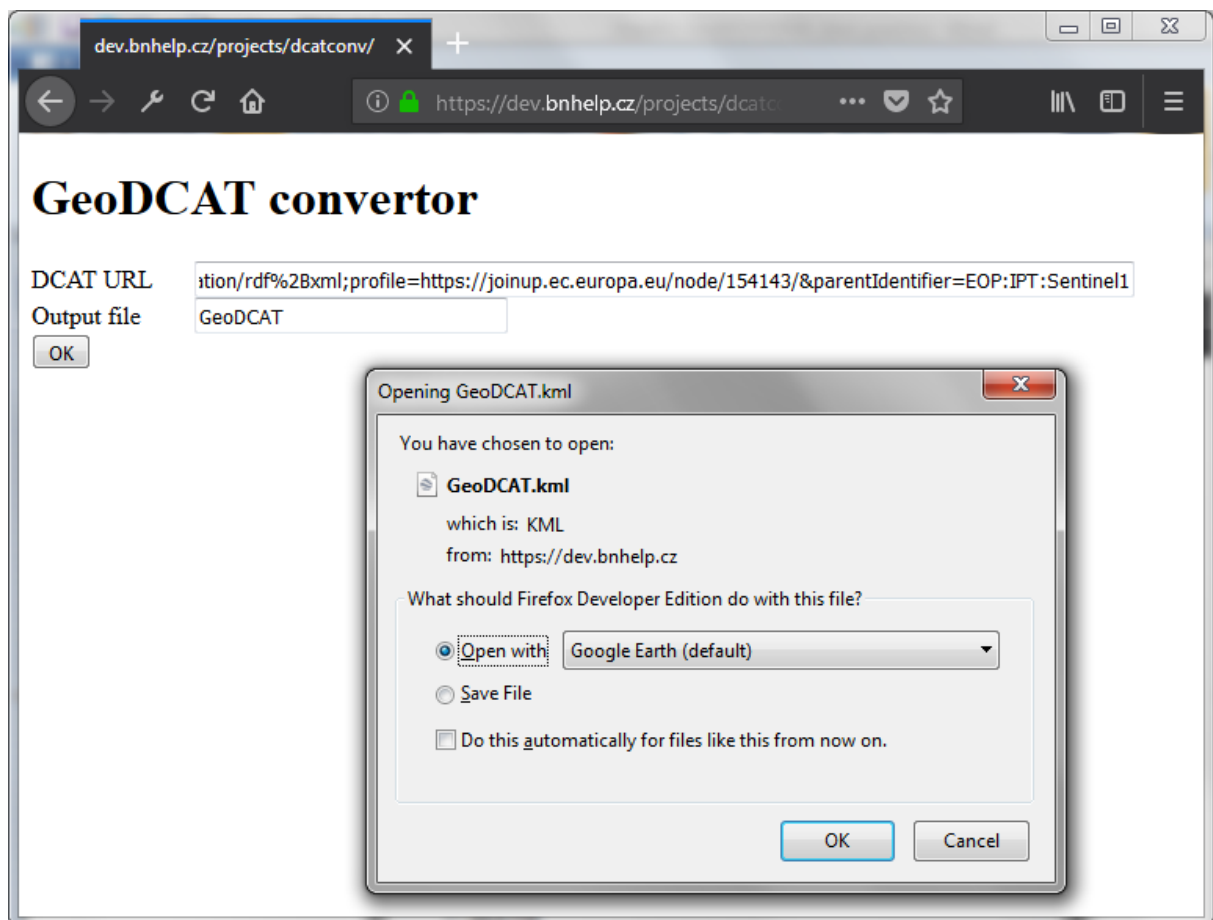 dev.bnhelp.cz/projects/dcatconv/
https://dev.bnhelp.cz/projects/dcatc
GeoDCAT convertor
DCAT URL ation/rdf%2Bxml;profile=https://joinup.ec.europa.eu/node/154143/&parentIdentifier=EOP:IPT:Sentinel1
Output file GeoDCAT
OK
Opening GeoDCAT.kml
You have chosen to open:
GeoDCAT.kml
which is: KML
from: https://dev.bnhelp.cz
What should Firefox Developer Edition do with this file?
Open with Google Earth (default)
Save File
Do this automatically for files like this from now on.
OK Cancel